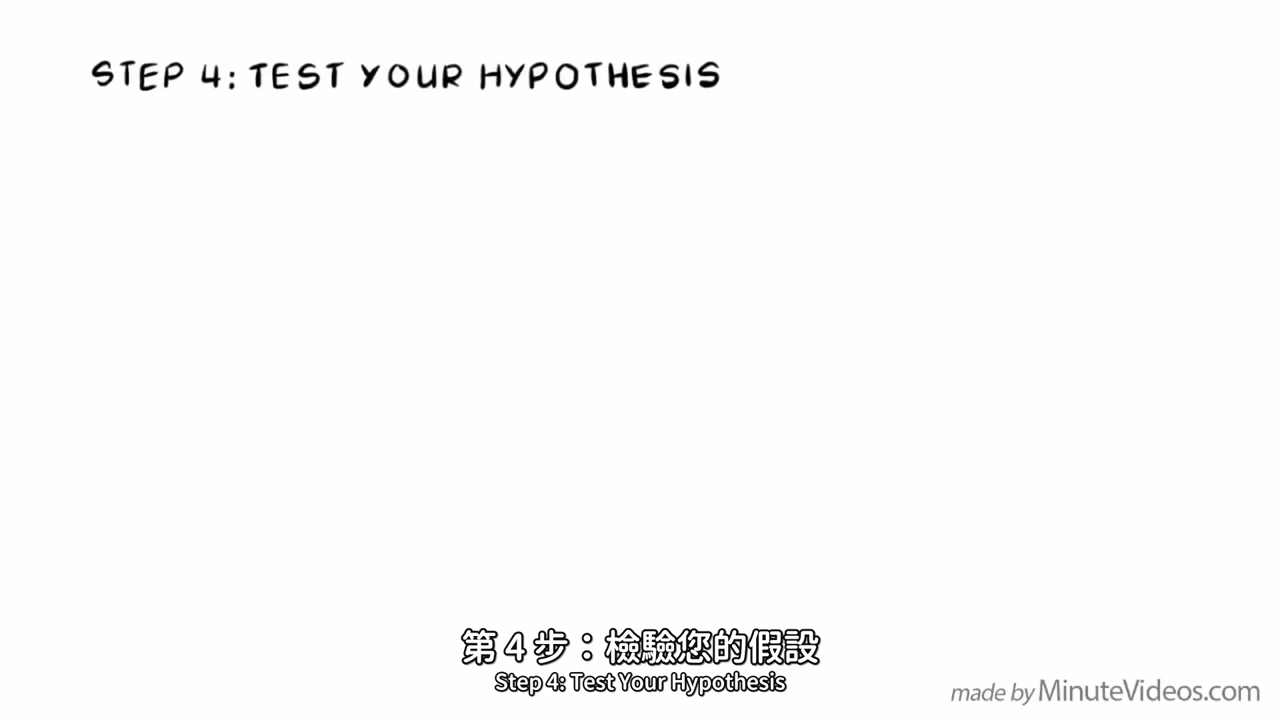 STEP 4: TEST YOUR HYPOTHESIS
第 4 步：檢驗您的假設
Step 4: Test Your Hypothesis
made by MinuteVideos.com